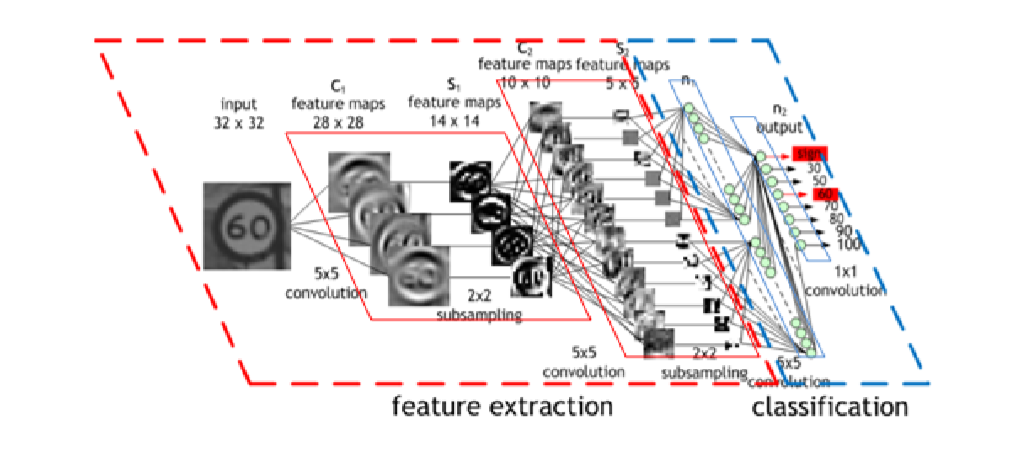 input
32 x 32
C1
feature maps
28 x 28
S1
feature maps
14 x 14
C2
feature maps
10 x 10
S2
feature maps
5 x 5
n1
n2
output
sign
30
50
60
70
80
90
100
60
5x5
convolution
2x2
subsampling
5x5
convolution
2x2
subsampling
5x5
convolution
1x1
convolution
feature extraction
classification